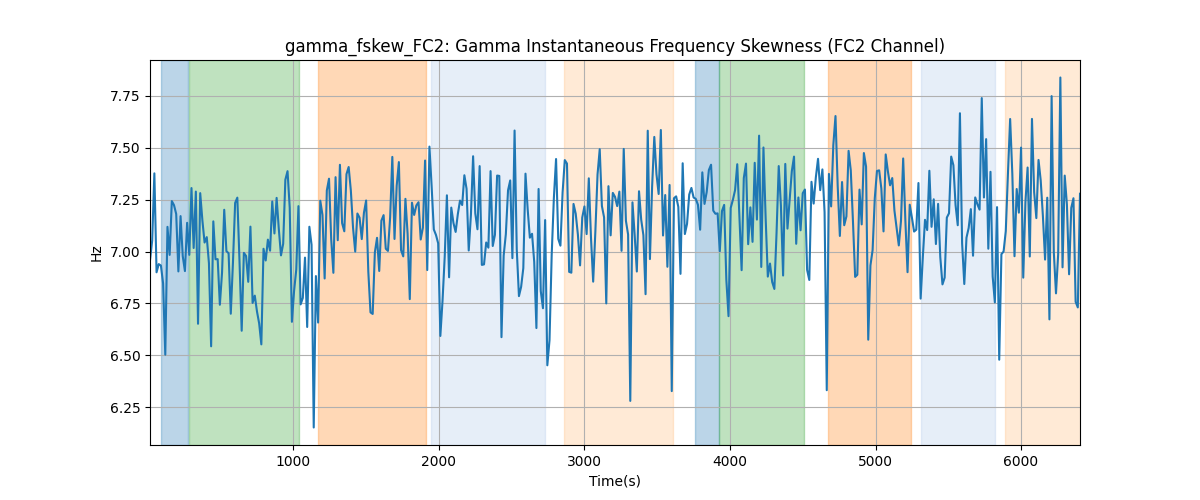 gamma_fskew_FC2: Gamma Instantaneous Frequency Skewness (FC2 Channel)
7.75
7.50
7.25
7.00
6.75
6.50
6.25
Hz
1000 2000 3000 4000 5000 6000
Time(s)